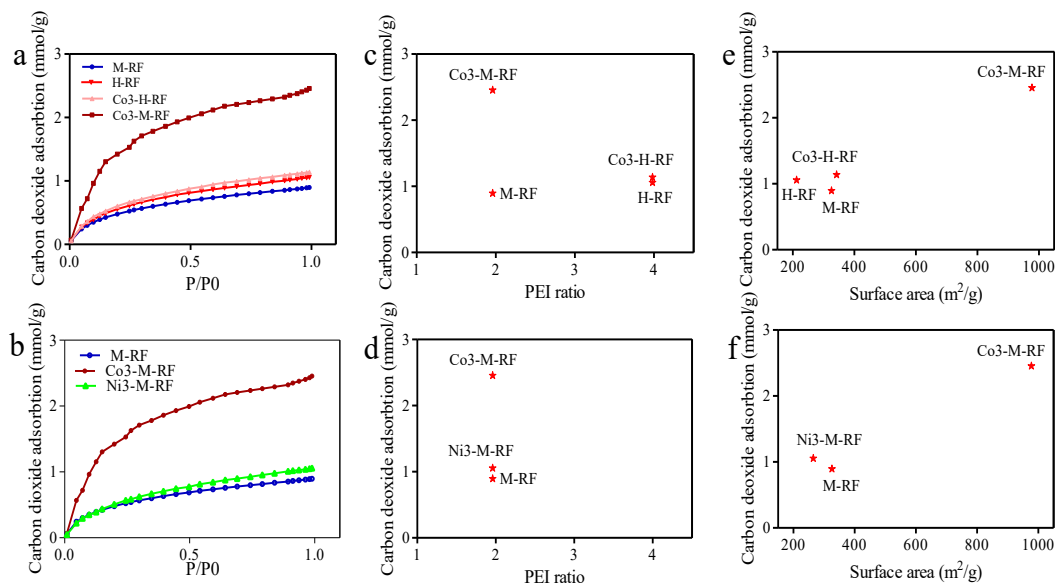 a
Carbon deoxide adsorbtion (mmol/g)
3
2
1
0
M-RF
H-RF
Co3-H-RF
Co3-M-RF
0.0
0.5
1.0
P/P0
c
Carbon deoxide adsorbtion (mmol/g)
3
2
1
0
Co3-M-RF
M-RF
Co3-H-RF
H-RF
1
2
3
4
PEI ratio
e
Carbon deoxide adsorbtion (mmol/g)
3
2
1
0
Co3-M-RF
Co3-H-RF
H-RF
M-RF
200
400
600
800
1000
Surface area (m²/g)
b
Carbon dioxide adsorbtion (mmol/g)
3
2
1
0
M-RF
Co3-M-RF
Ni3-M-RF
0.0
0.5
1.0
P/P0
d
Carbon deoxide adsorbtion (mmol/g)
3
2
1
0
Co3-M-RF
Ni3-M-RF
M-RF
1
2
3
4
PEI ratio
f
Carbon deoxide adsorbtion (mmol/g)
3
2
1
0
Co3-M-RF
Ni3-M-RF
M-RF
200
400
600
800
1000
Surface area (m²/g)